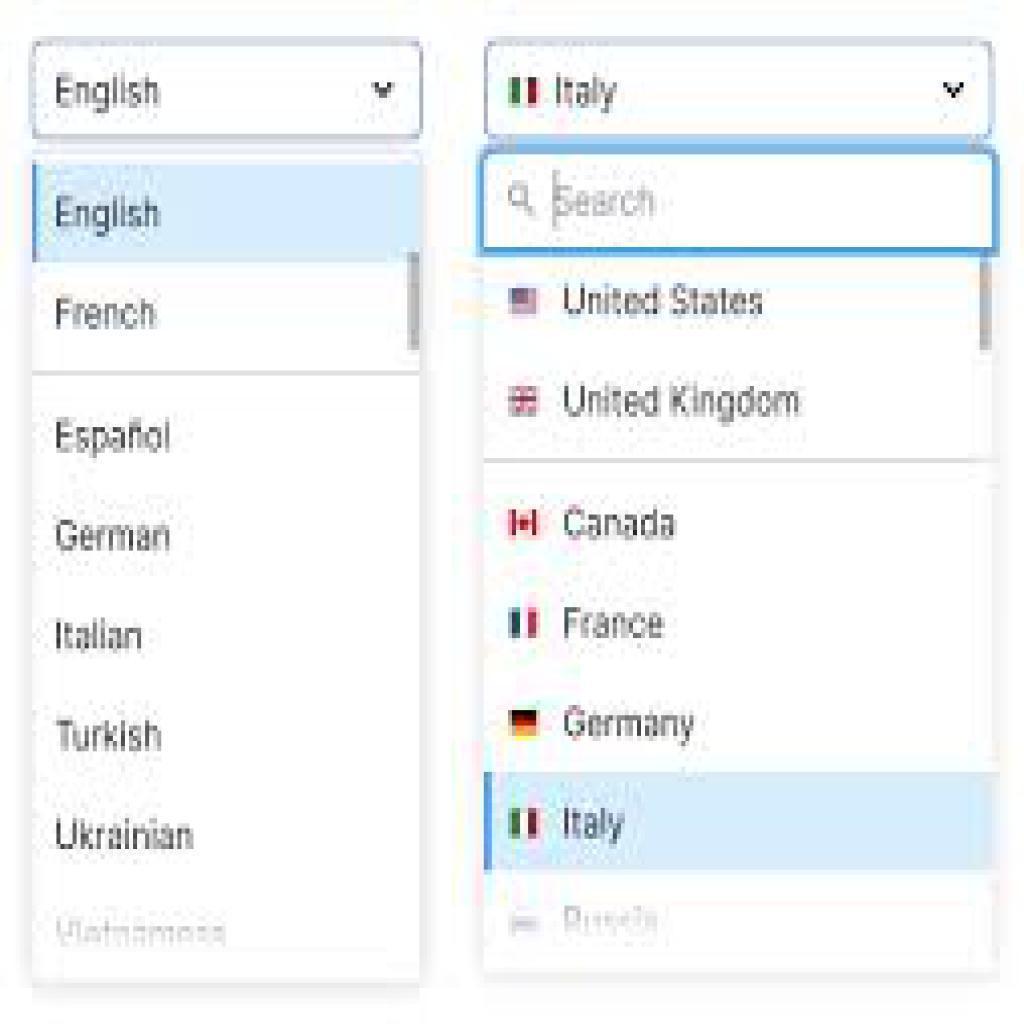 English
English
French
Español
German
Italian
Turkish
Ukrainian
Vietnamese
Italy
Search
United States
United Kingdom
Canada
France
Germany
Italy
Russia